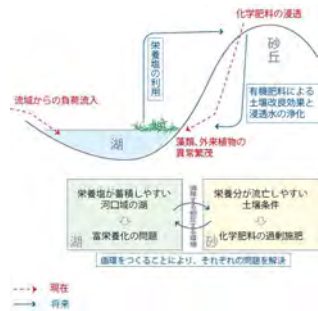 化学肥料の浸透
砂
丘
栄養塩の利用
有機肥料による
土壌改良効果と
浸透水の浄化
流域からの負荷流入
湖
藻類、外来植物の
異常繁茂
栄養塩が蓄積しやすい
河口域の湖
富栄養化の問題
湖
栄養分が流亡しやすい
土壌条件
化学肥料の過剰施肥
砂
循環をつくることにより、それぞれの問題を解決
現在
将来